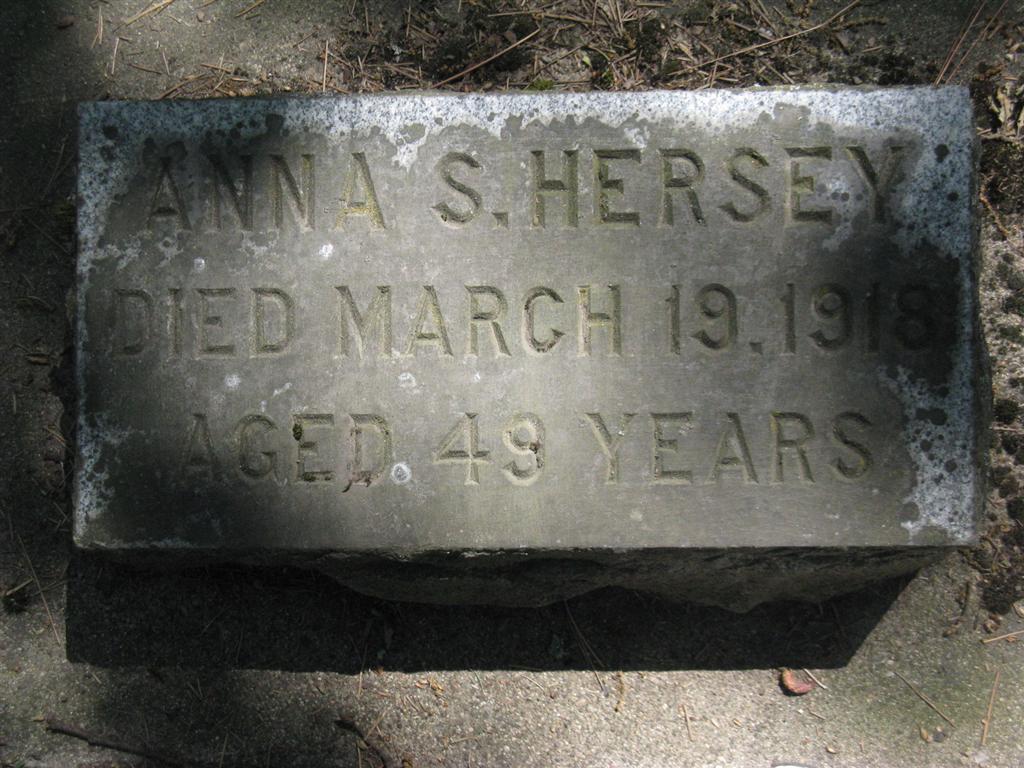 ANNA S. HERSEY
DIED MARCH 19, 1918
AGED 49 YEARS